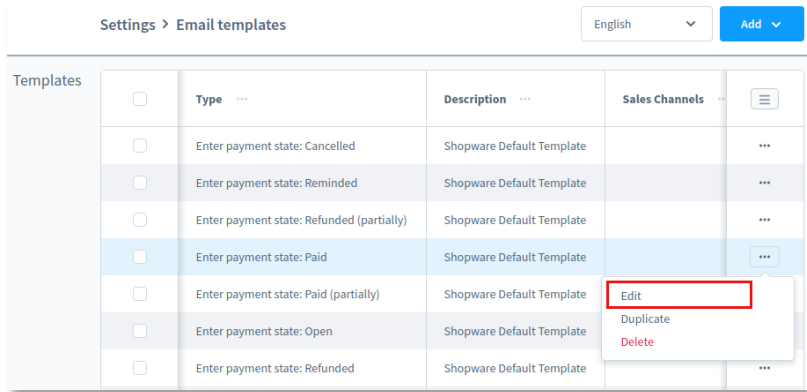 Settings > Email templates
English
Add
Templates
Type ···
Description ···
Sales Channels ··
Enter payment state: Cancelled Shopware Default Template ···
Enter payment state: Reminded Shopware Default Template ···
Enter payment state: Refunded (partially) Shopware Default Template ···
Enter payment state: Paid Shopware Default Template ···
Enter payment state: Paid (partially) Shopware Default Template
Edit
Enter payment state: Open Shopware Default Template
Duplicate
Delete
Enter payment state: Refunded Shopware Default Template ···